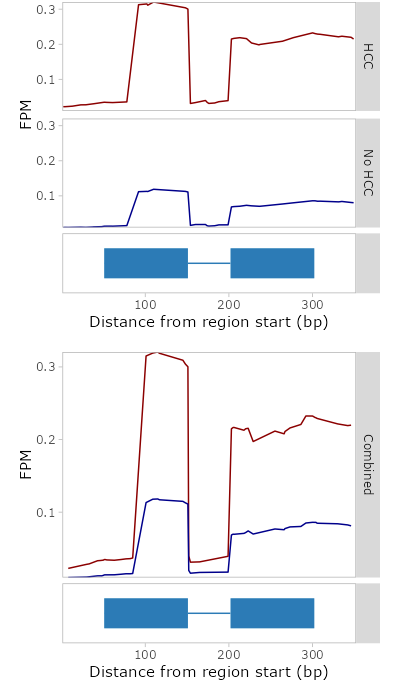 0.3
0.2
0.1
HCC
FPM
0.3
0.2
0.1
No HCC
100 200 300
Distance from region start (bp)
0.3
0.2
0.1
FPM
Combined
100 200 300
Distance from region start (bp)